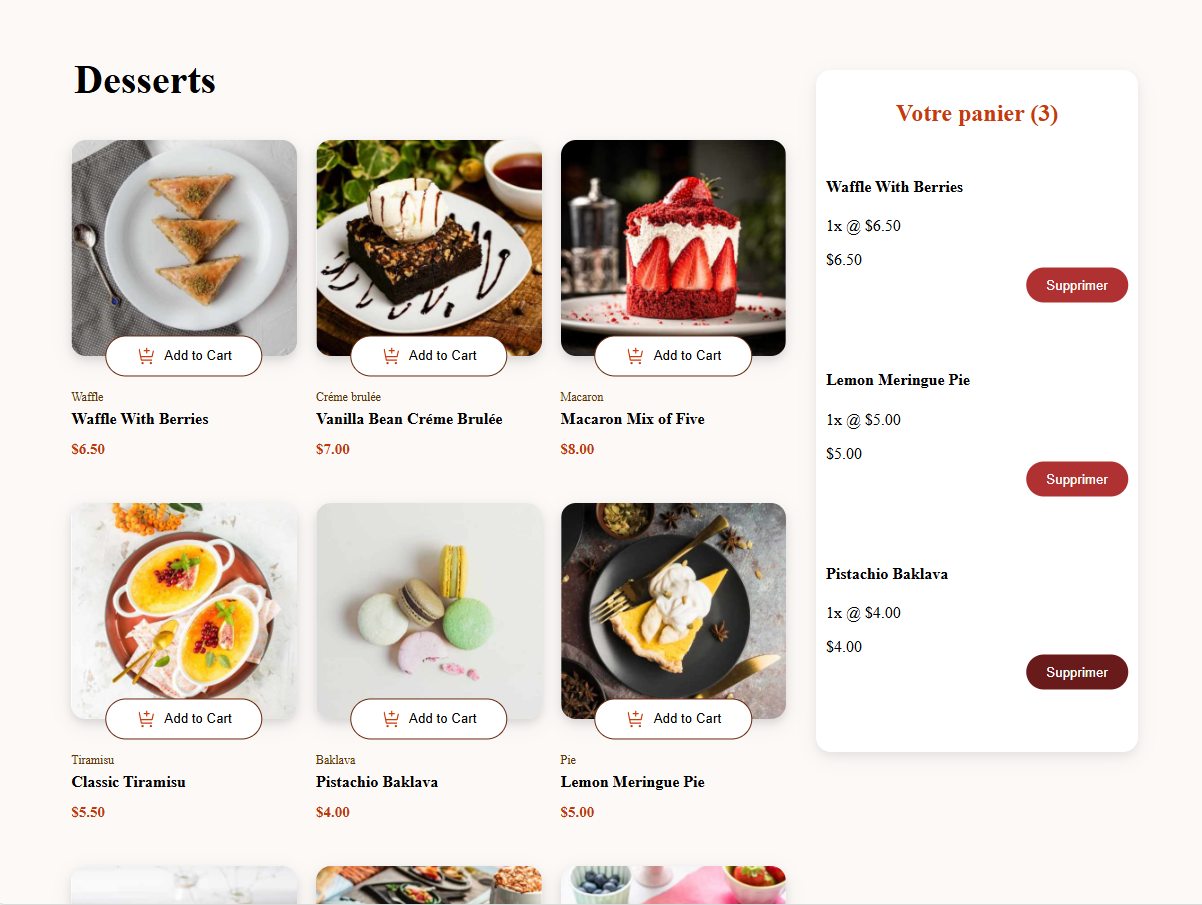 Desserts
Add to Cart
Add to Cart
Add to Cart
Waffle
Créme brulée
Macaron
Waffle With Berries
Vanilla Bean Créme Brulée
Macaron Mix of Five
$6.50
$7.00
$8.00
Add to Cart
Add to Cart
Add to Cart
Tiramisu
Baklava
Pie
Classic Tiramisu
Pistachio Baklava
Lemon Meringue Pie
$5.50
$4.00
$5.00
Votre panier (3)
Waffle With Berries
1x @ $6.50
$6.50
Supprimer
Lemon Meringue Pie
1x @ $5.00
$5.00
Supprimer
Pistachio Baklava
1x @ $4.00
$4.00
Supprimer